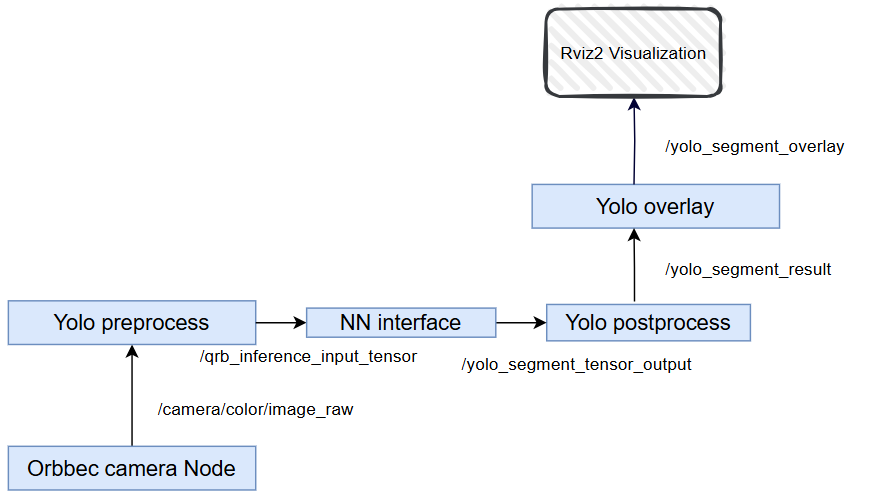 Rviz2 Visualization
/yolo_segment_overlay
Yolo overlay
/yolo_segment_result
Yolo preprocess
NN interface
Yolo postprocess
/qrb_inference_input_tensor
/yolo_segment_tensor_output
/camera/color/image_raw
Orbbec camera Node